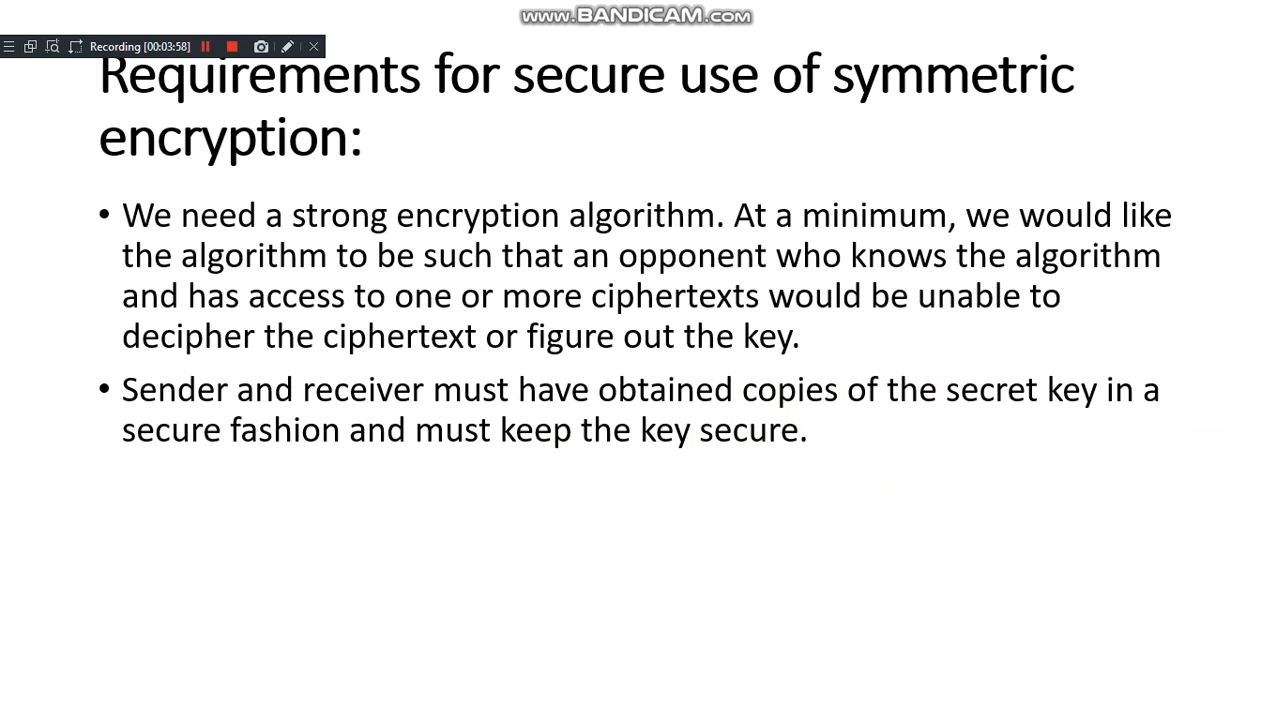 www.BANDICAM.com
Recording [00:03:58]
Requirements for secure use of symmetric
encryption:
• We need a strong encryption algorithm. At a minimum, we would like
the algorithm to be such that an opponent who knows the algorithm
and has access to one or more ciphertexts would be unable to
decipher the ciphertext or figure out the key.
• Sender and receiver must have obtained copies of the secret key in a
secure fashion and must keep the key secure.